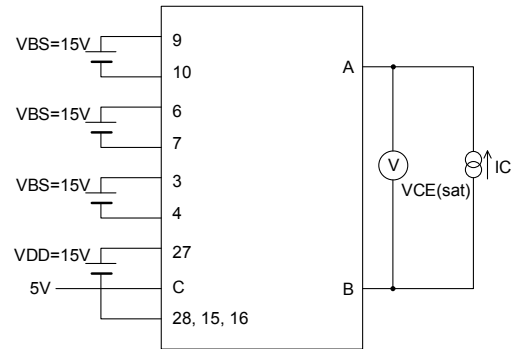 VBS=15V
9
10
A
VBS=15V
6
7
V
IC
VCE(sat)
VBS=15V
3
4
VDD=15V
27
5V
C
B
28, 15, 16